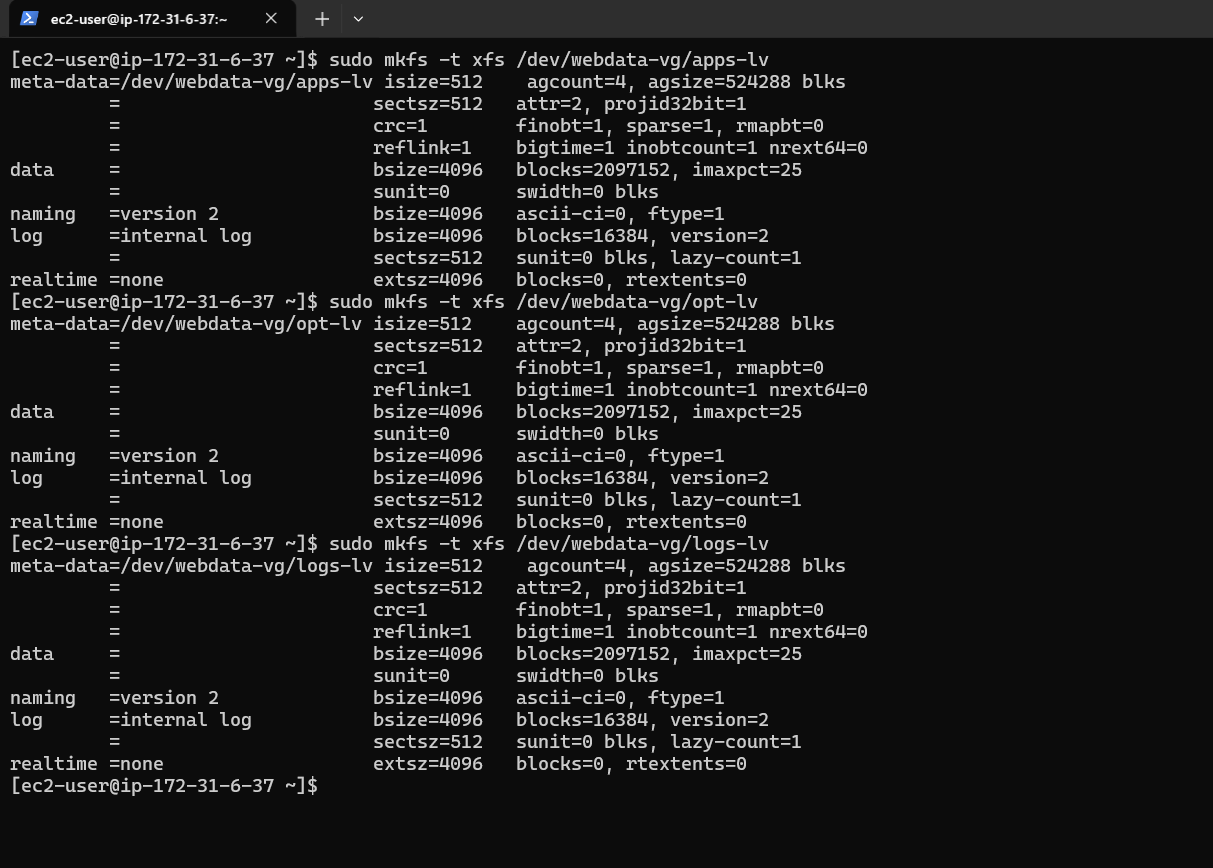 ec2-user@ip-172-31-6-37:~
[ec2-user@ip-172-31-6-37 ~]$ sudo mkfs -t xfs /dev/webdata-vg/apps-lv
meta-data=/dev/webdata-vg/apps-lv isize=512    agcount=4, agsize=524288 blks
         =                       sectsz=512   attr=2, projid32bit=1
         =                       crc=1        finobt=1, sparse=1, rmapbt=0
         =                       reflink=1    bigtime=1 inobtcount=1 nrext64=0
data     =                       bsize=4096   blocks=2097152, imaxpct=25
         =                       sunit=0      swidth=0 blks
naming   =version 2              bsize=4096   ascii-ci=0, ftype=1
log      =internal log           bsize=4096   blocks=16384, version=2
         =                       sectsz=512   sunit=0 blks, lazy-count=1
realtime =none                   extsz=4096   blocks=0, rtextents=0
[ec2-user@ip-172-31-6-37 ~]$ sudo mkfs -t xfs /dev/webdata-vg/opt-lv
meta-data=/dev/webdata-vg/opt-lv isize=512    agcount=4, agsize=524288 blks
         =                       sectsz=512   attr=2, projid32bit=1
         =                       crc=1        finobt=1, sparse=1, rmapbt=0
         =                       reflink=1    bigtime=1 inobtcount=1 nrext64=0
data     =                       bsize=4096   blocks=2097152, imaxpct=25
         =                       sunit=0      swidth=0 blks
naming   =version 2              bsize=4096   ascii-ci=0, ftype=1
log      =internal log           bsize=4096   blocks=16384, version=2
         =                       sectsz=512   sunit=0 blks, lazy-count=1
realtime =none                   extsz=4096   blocks=0, rtextents=0
[ec2-user@ip-172-31-6-37 ~]$ sudo mkfs -t xfs /dev/webdata-vg/logs-lv
meta-data=/dev/webdata-vg/logs-lv isize=512    agcount=4, agsize=524288 blks
         =                       sectsz=512   attr=2, projid32bit=1
         =                       crc=1        finobt=1, sparse=1, rmapbt=0
         =                       reflink=1    bigtime=1 inobtcount=1 nrext64=0
data     =                       bsize=4096   blocks=2097152, imaxpct=25
         =                       sunit=0      swidth=0 blks
naming   =version 2              bsize=4096   ascii-ci=0, ftype=1
log      =internal log           bsize=4096   blocks=16384, version=2
         =                       sectsz=512   sunit=0 blks, lazy-count=1
realtime =none                   extsz=4096   blocks=0, rtextents=0
[ec2-user@ip-172-31-6-37 ~]$